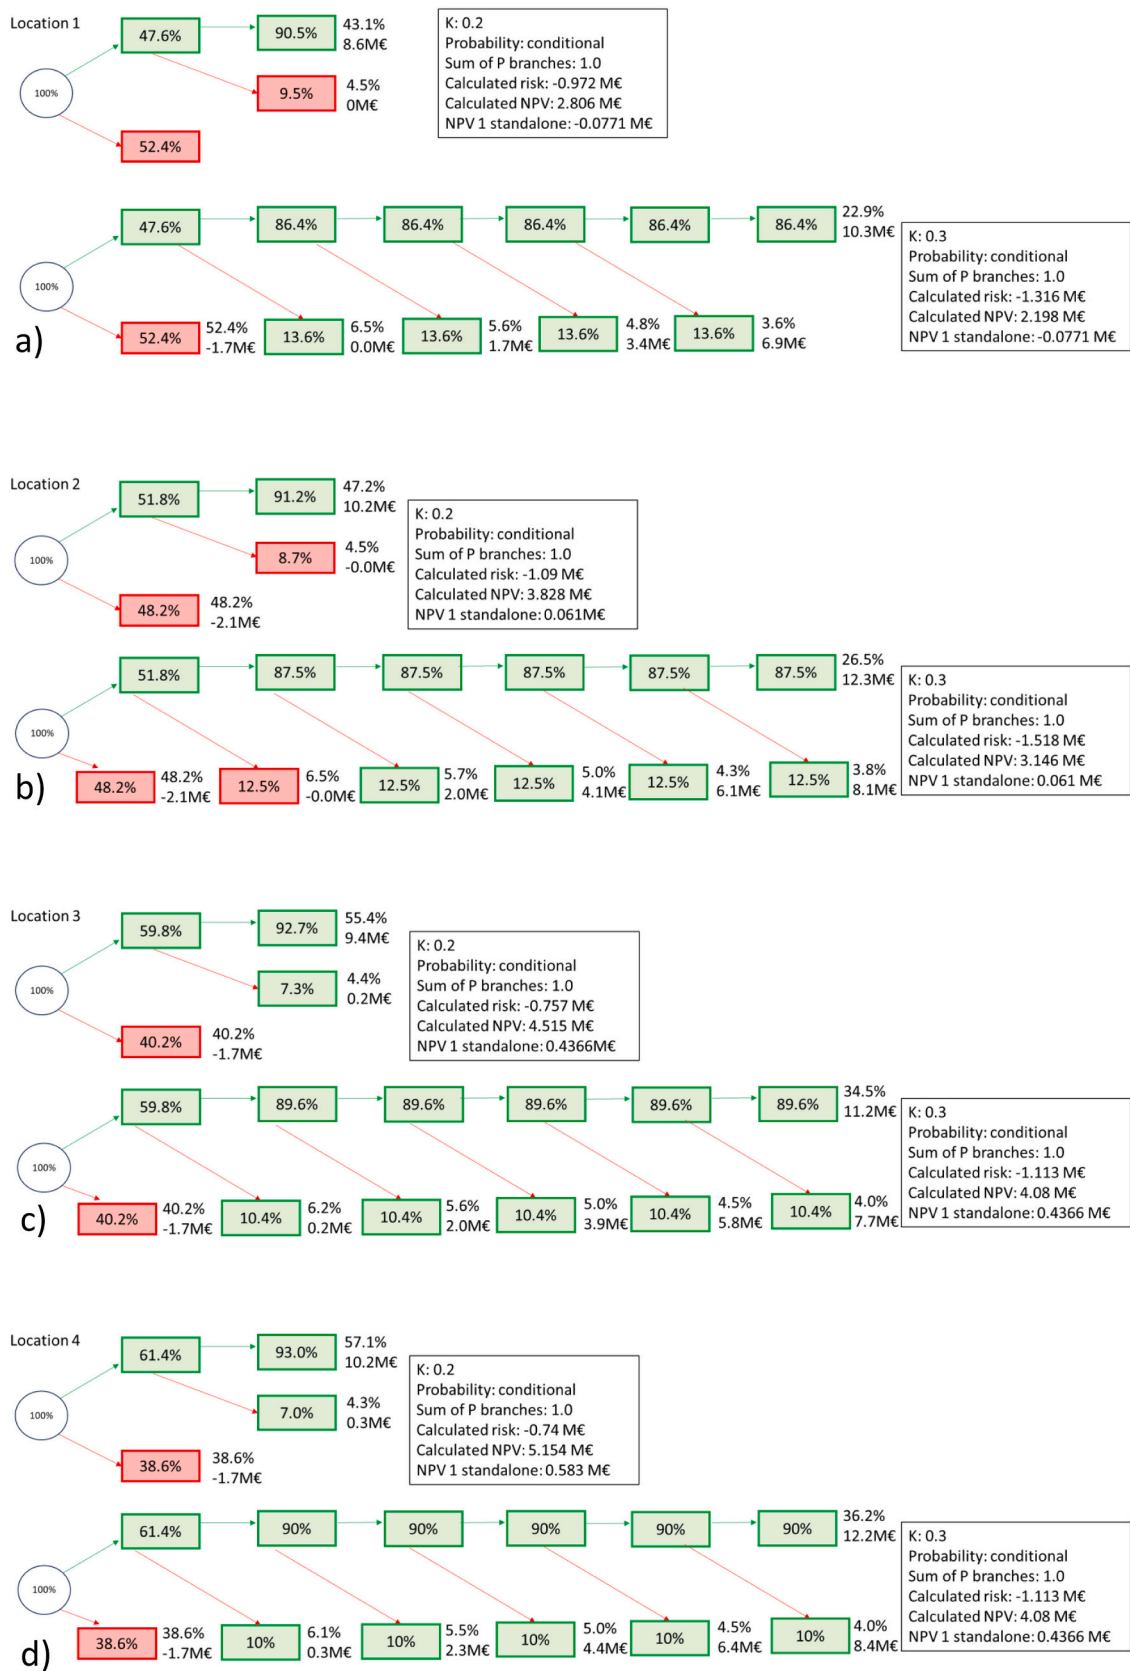 Location 1
47.6%
90.5%
43.1%
8.6M€
100%
9.5%
4.5%
0M€
52.4%
K: 0.2
Probability: conditional
Sum of P branches: 1.0
Calculated risk: -0.972 M€
Calculated NPV: 2.806 M€
NPV 1 standalone: -0.0771 M€
47.6%
86.4%
86.4%
86.4%
86.4%
86.4%
22.9%
10.3M€
100%
52.4%
52.4%
-1.7M€
13.6%
6.5%
0.0M€
13.6%
5.6%
1.7M€
13.6%
4.8%
3.4M€
13.6%
3.6%
6.9M€
K: 0.3
Probability: conditional
Sum of P branches: 1.0
Calculated risk: -1.316 M€
Calculated NPV: 2.198 M€
NPV 1 standalone: -0.0771 M€
a)
Location 2
51.8%
91.2%
47.2%
10.2M€
100%
8.7%
4.5%
-0.0M€
48.2%
48.2%
-2.1M€
K: 0.2
Probability: conditional
Sum of P branches: 1.0
Calculated risk: -1.09 M€
Calculated NPV: 3.828 M€
NPV 1 standalone: 0.061M€
51.8%
87.5%
87.5%
87.5%
87.5%
87.5%
26.5%
12.3M€
100%
48.2%
48.2%
-2.1M€
12.5%
6.5%
-0.0M€
12.5%
5.7%
2.0M€
12.5%
5.0%
4.1M€
12.5%
4.3%
6.1M€
12.5%
3.8%
8.1M€
K: 0.3
Probability: conditional
Sum of P branches: 1.0
Calculated risk: -1.518 M€
Calculated NPV: 3.146 M€
NPV 1 standalone: 0.061 M€
b)
Location 3
59.8%
92.7%
55.4%
9.4M€
100%
7.3%
4.4%
0.2M€
40.2%
40.2%
-1.7M€
K: 0.2
Probability: conditional
Sum of P branches: 1.0
Calculated risk: -0.757 M€
Calculated NPV: 4.515 M€
NPV 1 standalone: 0.4366M€
59.8%
89.6%
89.6%
89.6%
89.6%
89.6%
34.5%
11.2M€
100%
40.2%
40.2%
-1.7M€
10.4%
6.2%
0.2M€
10.4%
5.6%
2.0M€
10.4%
5.0%
3.9M€
10.4%
4.5%
5.8M€
10.4%
4.0%
7.7M€
K: 0.3
Probability: conditional
Sum of P branches: 1.0
Calculated risk: -1.113 M€
Calculated NPV: 4.08 M€
NPV 1 standalone: 0.4366 M€
c)
Location 4
61.4%
93.0%
57.1%
10.2M€
100%
7.0%
4.3%
0.3M€
38.6%
38.6%
-1.7M€
K: 0.2
Probability: conditional
Sum of P branches: 1.0
Calculated risk: -0.74 M€
Calculated NPV: 5.154 M€
NPV 1 standalone: 0.583 M€
61.4%
90%
90%
90%
90%
90%
36.2%
12.2M€
100%
38.6%
38.6%
-1.7M€
10%
6.1%
0.3M€
10%
5.5%
2.3M€
10%
5.0%
4.4M€
10%
4.5%
6.4M€
10%
4.0%
8.4M€
K: 0.3
Probability: conditional
Sum of P branches: 1.0
Calculated risk: -1.113 M€
Calculated NPV: 4.08 M€
NPV 1 standalone: 0.4366 M€
d)